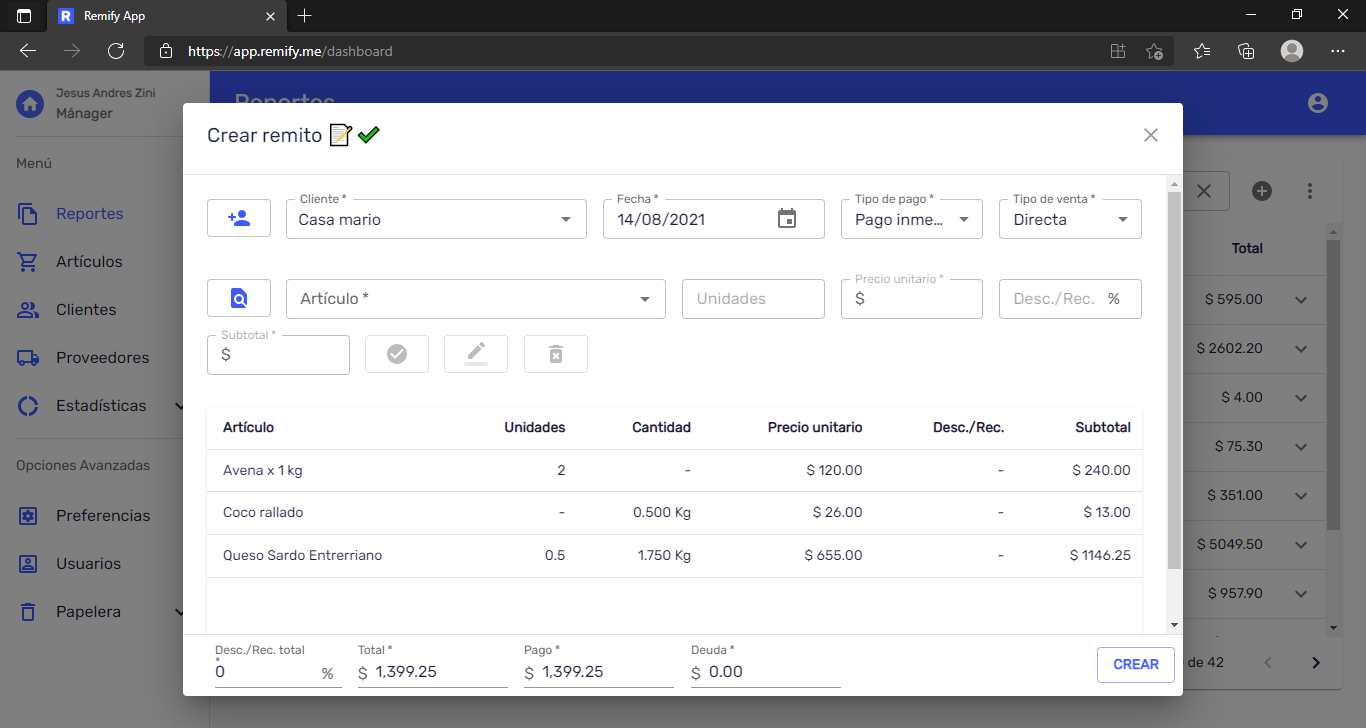 Remify App
https://app.remify.me/dashboard
Jesus Andres Zini
Mánager
Reportes
Menú
Reportes
Artículos
Clientes
Proveedores
Estadísticas
Opciones Avanzadas
Preferencias
Usuarios
Papelera
Crear remito
Cliente * Fecha * Tipo de pago * Tipo de venta *
Casa mario 14/08/2021 Pago inme... Directa
Precio unitario *
Artículo * Unidades $ Desc./Rec. %
Subtotal *
$
Artículo Unidades Cantidad Precio unitario Desc./Rec. Subtotal
Avena x 1 kg 2 - $ 120.00 - $ 240.00
Coco rallado - 0.500 Kg $ 26.00 - $ 13.00
Queso Sardo Entrerriano 0.5 1.750 Kg $ 655.00 - $ 1146.25
Desc./Rec. total * Total * Pago * Deuda *
0 % $ 1,399.25 $ 1,399.25 $ 0.00
CREAR
Total
$ 595.00
$ 2602.20
$ 4.00
$ 75.30
$ 351.00
$ 5049.50
$ 957.90
de 42